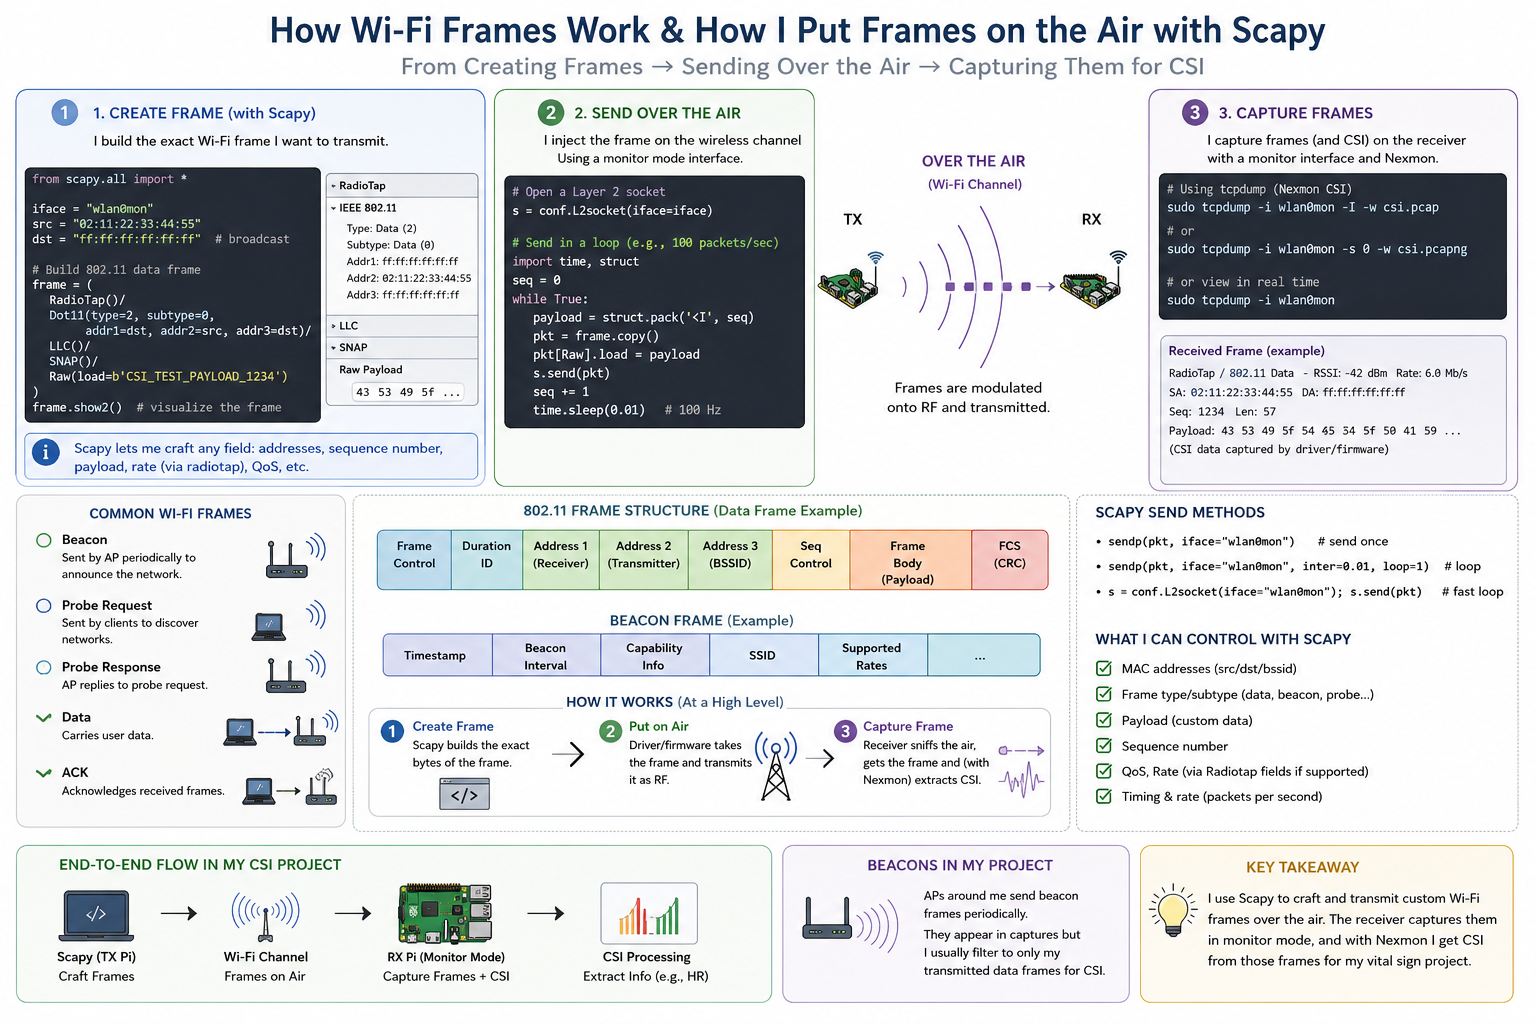 How Wi-Fi Frames Work & How I Put Frames on the Air with Scapy
From Creating Frames → Sending Over the Air → Capturing Them for CSI
1 1. CREATE FRAME (with Scapy)
I build the exact Wi-Fi frame I want to transmit.
from scapy.all import *
iface = "wlan0mon"
src = "02:11:22:33:44:55"
dst = "ff:ff:ff:ff:ff:ff" # broadcast
# Build 802.11 data frame
frame = (
RadioTap()/
Dot11(type=2, subtype=0,
addr1=dst, addr2=src, addr3=dst)/
LLC()/
SNAP()/
Raw(load=b'CSI_TEST_PAYLOAD_1234')
)
frame.show2() # visualize the frame
RadioTap
IEEE 802.11
Type: Data (2)
Subtype: Data (0)
Addr1: ff:ff:ff:ff:ff:ff
Addr2: 02:11:22:33:44:55
Addr3: ff:ff:ff:ff:ff:ff
LLC
SNAP
Raw Payload
43 53 49 5f ...
i
Scapy lets me craft any field: addresses, sequence number,
payload, rate (via radiotap), QoS, etc.
2 2. SEND OVER THE AIR
I inject the frame on the wireless channel
Using a monitor mode interface.
# Open a Layer 2 socket
s = conf.L2socket(iface=iface)
# Send in a loop (e.g., 100 packets/sec)
import time, struct
seq = 0
while True:
payload = struct.pack('<I', seq)
pkt = frame.copy()
pkt[Raw].load = payload
s.send(pkt)
seq += 1
time.sleep(0.01) # 100 Hz
OVER THE AIR
(Wi-Fi Channel)
TX
RX
Frames are modulated
onto RF and transmitted.
3 3. CAPTURE FRAMES
I capture frames (and CSI) on the receiver
with a monitor interface and Nexmon.
# Using tcpdump (Nexmon CSI)
sudo tcpdump -i wlan0mon -I -w csi.pcap
# or
sudo tcpdump -i wlan0mon -s 0 -w csi.pcapng
# or view in real time
sudo tcpdump -i wlan0mon
Received Frame (example)
RadioTap / 802.11 Data - RSSI: -42 dBm Rate: 6.0 Mb/s
SA: 02:11:22:33:44:55 DA: ff:ff:ff:ff:ff:ff
Seq: 1234 Len: 57
Payload: 43 53 49 5f 54 45 34 5f 50 41 59 ...
(CSI data captured by driver/firmware)
COMMON WI-FI FRAMES
Beacon
Sent by AP periodically to
announce the network.
Probe Request
Sent by clients to discover
networks.
Probe Response
AP replies to probe request.
Data
Carries user data.
ACK
Acknowledges received frames.
802.11 FRAME STRUCTURE (Data Frame Example)
Frame Control
Duration ID
Address 1 (Receiver)
Address 2 (Transmitter)
Address 3 (BSSID)
Seq Control
Frame Body (Payload)
FCS (CRC)
BEACON FRAME (Example)
Timestamp
Beacon Interval
Capability Info
SSID
Supported Rates
...
HOW IT WORKS (At a High Level)
1 Create Frame
Scapy builds the exact
bytes of the frame.
</>
2 Put on Air
Driver/firmware takes
the frame and transmits
it as RF.
3 Capture Frame
Receiver sniffs the air,
gets the frame and (with
Nexmon) extracts CSI.
SCAPY SEND METHODS
• sendp(pkt, iface="wlan0mon") # send once
• sendp(pkt, iface="wlan0mon", inter=0.01, loop=1) # loop
• s = conf.L2socket(iface="wlan0mon"); s.send(pkt) # fast loop
WHAT I CAN CONTROL WITH SCAPY
MAC addresses (src/dst/bssid)
Frame type/subtype (data, beacon, probe...)
Payload (custom data)
Sequence number
QoS, Rate (via Radiotap fields if supported)
Timing & rate (packets per second)
END-TO-END FLOW IN MY CSI PROJECT
</>
Scapy (TX Pi)
Craft Frames
Wi-Fi Channel
Frames on Air
RX Pi (Monitor Mode)
Capture Frames + CSI
CSI Processing
Extract Info (e.g., HR)
BEACONS IN MY PROJECT
APs around me send beacon
frames periodically.
They appear in captures but
I usually filter to only my
transmitted data frames for CSI.
KEY TAKEAWAY
I use Scapy to craft and transmit custom Wi-Fi
frames over the air. The receiver captures them
in monitor mode, and with Nexmon I get CSI
from those frames for my vital sign project.